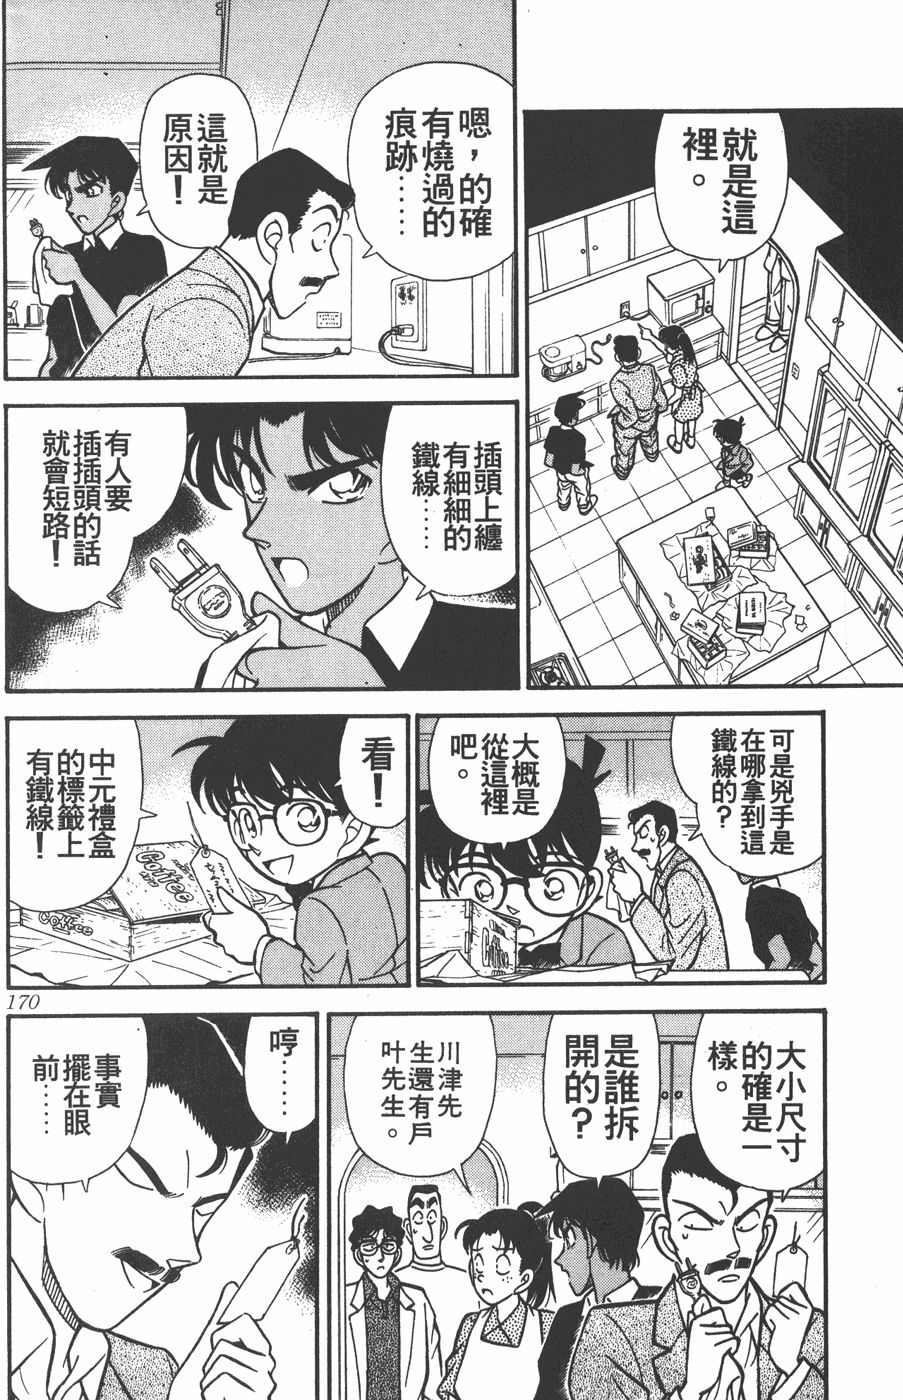 就是這
裡。
嗯，的確
有燒過的
痕跡……
這就是
原因！
插頭上纏
有細細的
鐵線……
有人要
插插頭的話
就會短路！
可是兇手是
在哪拿到這
鐵線的？
大概是
從這裡
吧。
看！
中元禮盒
的標籤上
有鐵線！
Coffee
Coffee
170
大小尺寸
的確是一
樣。
是誰拆
開的？
川津先
生還有戶
叶先生。
哼……
事實
擺在眼
前……